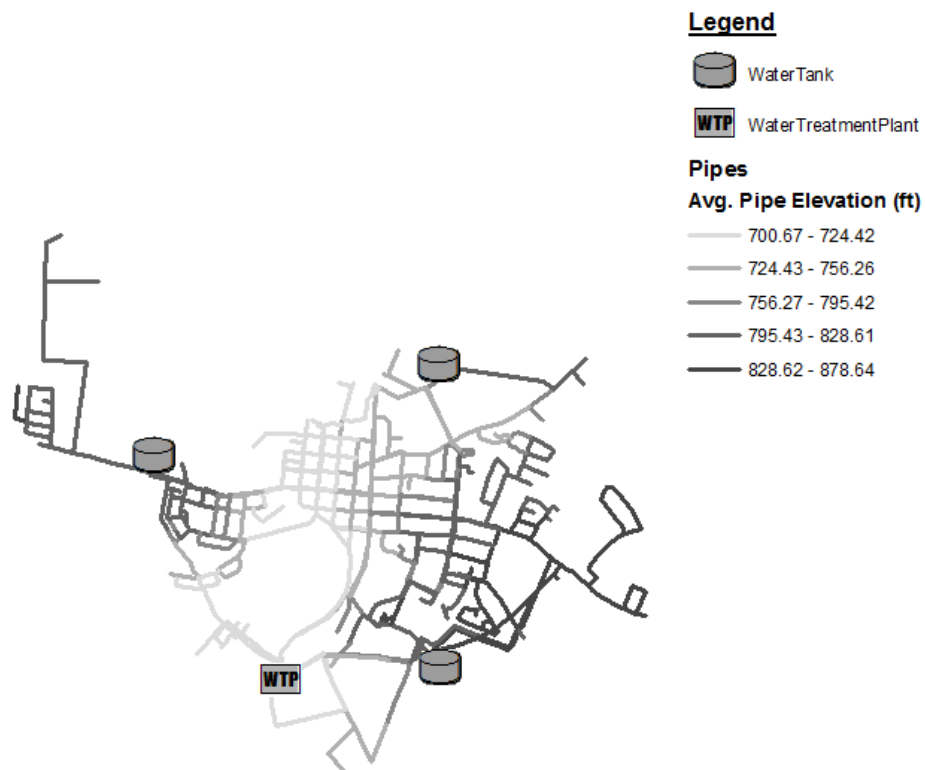 Legend
WaterTank
WTP WaterTreatmentPlant
Pipes
Avg. Pipe Elevation (ft)
700.67 - 724.42
724.43 - 756.26
756.27 - 795.42
795.43 - 828.61
828.62 - 878.64
WTP